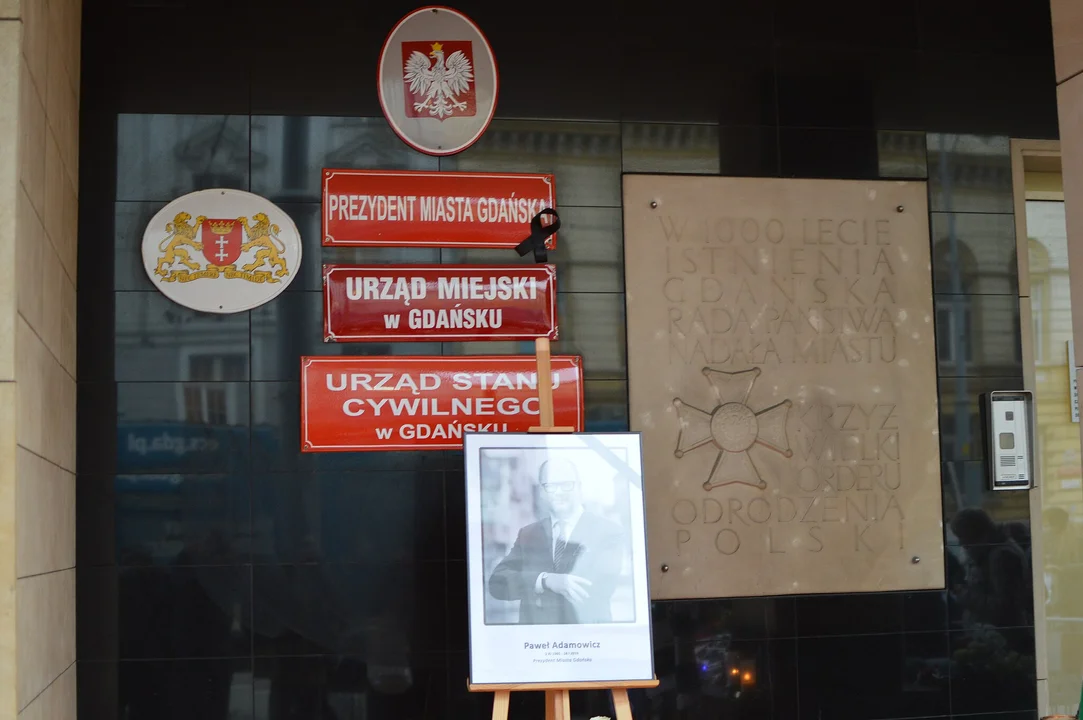 PREZYDENT MIASTA GDAŃSKA
URZĄD MIEJSKI
w GDAŃSKU
URZĄD STANU
CYWILNEGO
w GDAŃSKU
W 1000 LECIE
ISTNIENIA
GDAŃSKA
RADA PAŃSTWA
NADAŁA MIASTU
KRZYŻ
WIELKI
ORDERU
ODRODZENIA
POLSKI
Paweł Adamowicz
Prezydent Miasta Gdańska